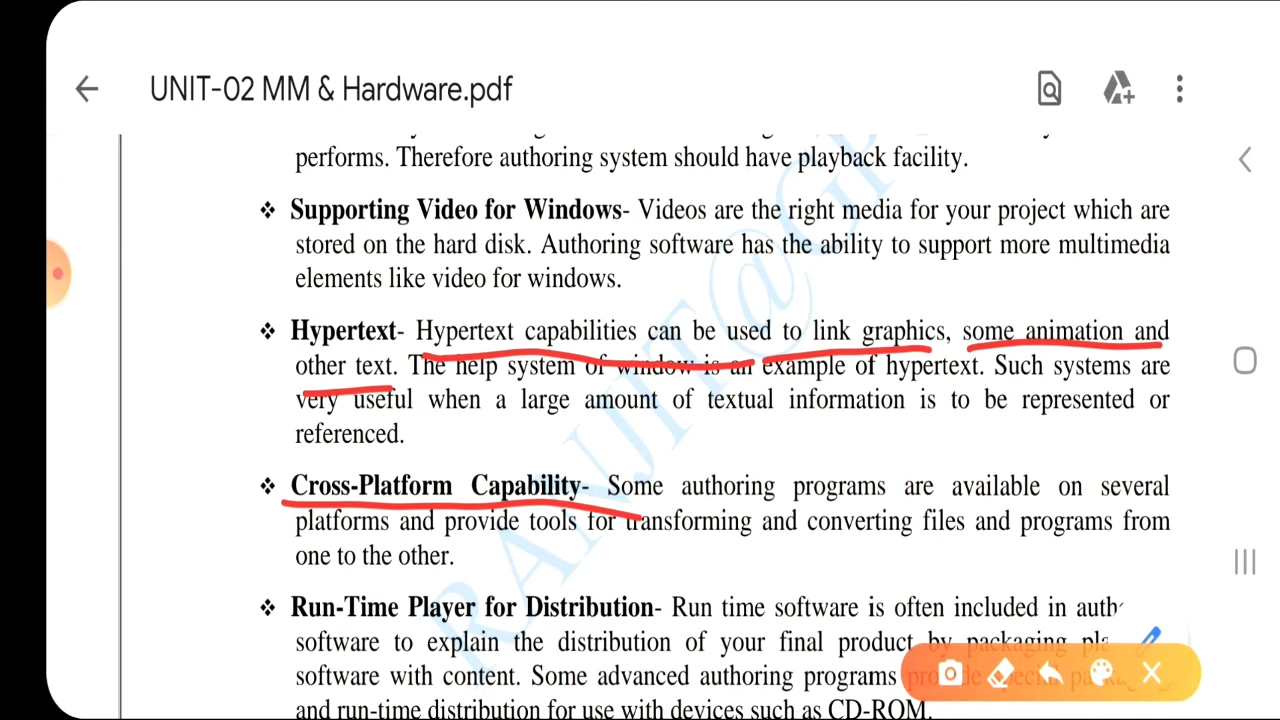 UNIT-02 MM & Hardware.pdf
performs. Therefore authoring system should have playback facility.
❖ Supporting Video for Windows- Videos are the right media for your project which are
stored on the hard disk. Authoring software has the ability to support more multimedia
elements like video for windows.
❖ Hypertext- Hypertext capabilities can be used to link graphics, some animation and
other text. The help system of window is an example of hypertext. Such systems are
very useful when a large amount of textual information is to be represented or
referenced.
❖ Cross-Platform Capability- Some authoring programs are available on several
platforms and provide tools for transforming and converting files and programs from
one to the other.
❖ Run-Time Player for Distribution- Run time software is often included in auth
software to explain the distribution of your final product by packaging pla
software with content. Some advanced authoring programs
and run-time distribution for use with devices such as CD-ROM.
RANJIT@GP